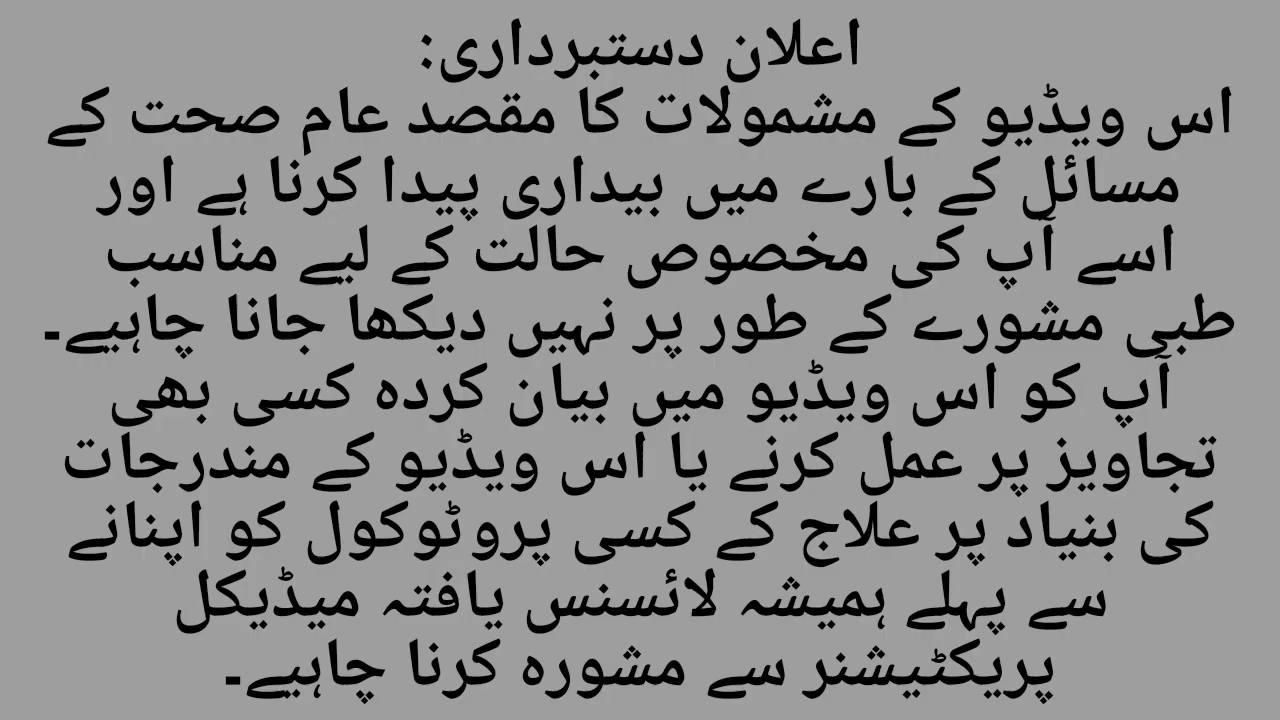 اعلان دستبرداری:
اس ویڈیو کے مشمولات کا مقصد عام صحت کے
مسائل کے بارے میں بیداری پیدا کرنا ہے اور
اسے آپ کی مخصوص حالت کے لیے مناسب
طبی مشورے کے طور پر نہیں دیکھا جانا چاہیے۔
آپ کو اس ویڈیو میں بیان کردہ کسی بھی
تجاویز پر عمل کرنے یا اس ویڈیو کے مندرجات
کی بنیاد پر علاج کے کسی پروٹوکول کو اپنانے
سے پہلے ہمیشہ لائسنس یافتہ میڈیکل
پریکٹیشنر سے مشورہ کرنا چاہیے۔